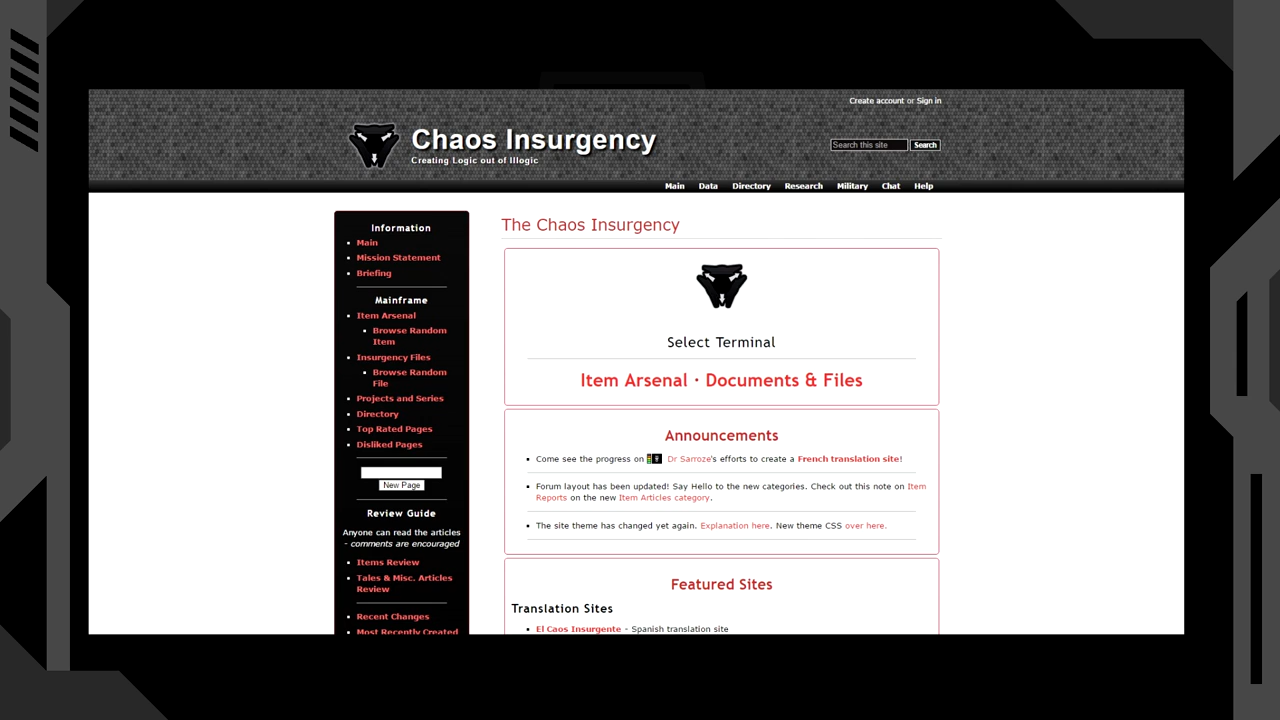 Create account or Sign in
Chaos Insurgency
Creating Logic out of Illogic
Search this site
Search
Main Data Directory Research Military Chat Help
Information
Main
Mission Statement
Briefing
Mainframe
Item Arsenal
Browse Random
Item
Insurgency Files
Browse Random
File
Projects and Series
Directory
Top Rated Pages
Disliked Pages
New Page
Review Guide
Anyone can read the articles
- comments are encouraged
Items Review
Tales & Misc. Articles
Review
Recent Changes
Most Recently Created
The Chaos Insurgency
Select Terminal
Item Arsenal · Documents & Files
Announcements
Come see the progress on Dr Sarroze's efforts to create a French translation site!
Forum layout has been updated! Say Hello to the new categories. Check out this note on Item
Reports on the new Item Articles category.
The site theme has changed yet again. Explanation here. New theme CSS over here.
Featured Sites
Translation Sites
El Caos Insurgente - Spanish translation site